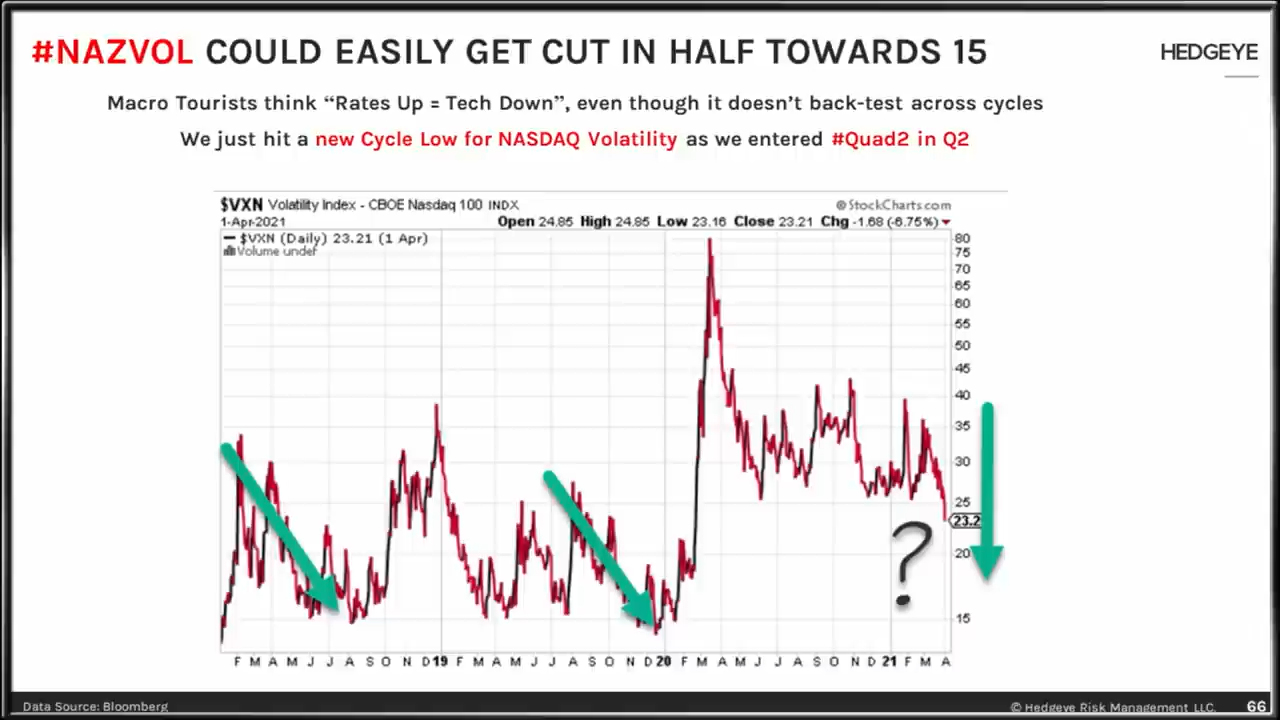 #NAZVOL COULD EASILY GET CUT IN HALF TOWARDS 15
HEDGEYE
Macro Tourists think “Rates Up = Tech Down”, even though it doesn’t back-test across cycles
We just hit a new Cycle Low for NASDAQ Volatility as we entered #Quad2 in Q2
$VXN Volatility Index - CBOE Nasdaq 100 INDX
© StockCharts.com
1-Apr-2021
Open 24.85 High 24.85 Low 23.16 Close 23.21 Chg -1.68 (-6.75%)
$VXN (Daily) 23.21 (1 Apr)
Volume undef
80
75
70
65
60
55
50
45
40
35
30
25
23.2
20
15
?
F M A M J J A S O N D 19 F M A M J J A S O N D 20 F M A M J J A S O N D 21 F M A
Data Source: Bloomberg
© Hedgeye Risk Management LLC.
66